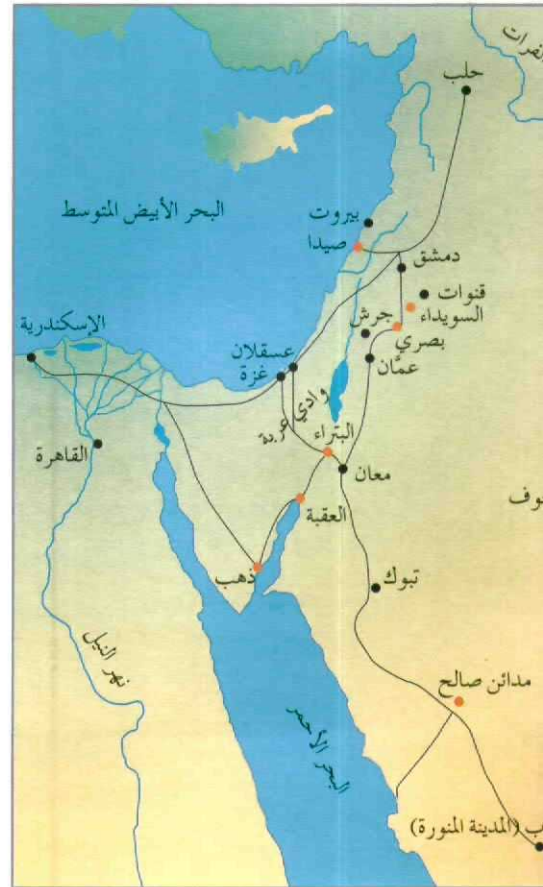 الفرات
حلب
البحر الأبيض المتوسط
بيروت
صيدا
دمشق
قنوات
السويداء
جرش
بصري
عمَّان
الإسكندرية
عسقلان
غزة
وادي عربة
البتراء
القاهرة
معان
وف
العقبة
تبوك
ذهب
نهر النيل
مدائن صالح
البحر الأحمر
ب (المدينة المنورة)